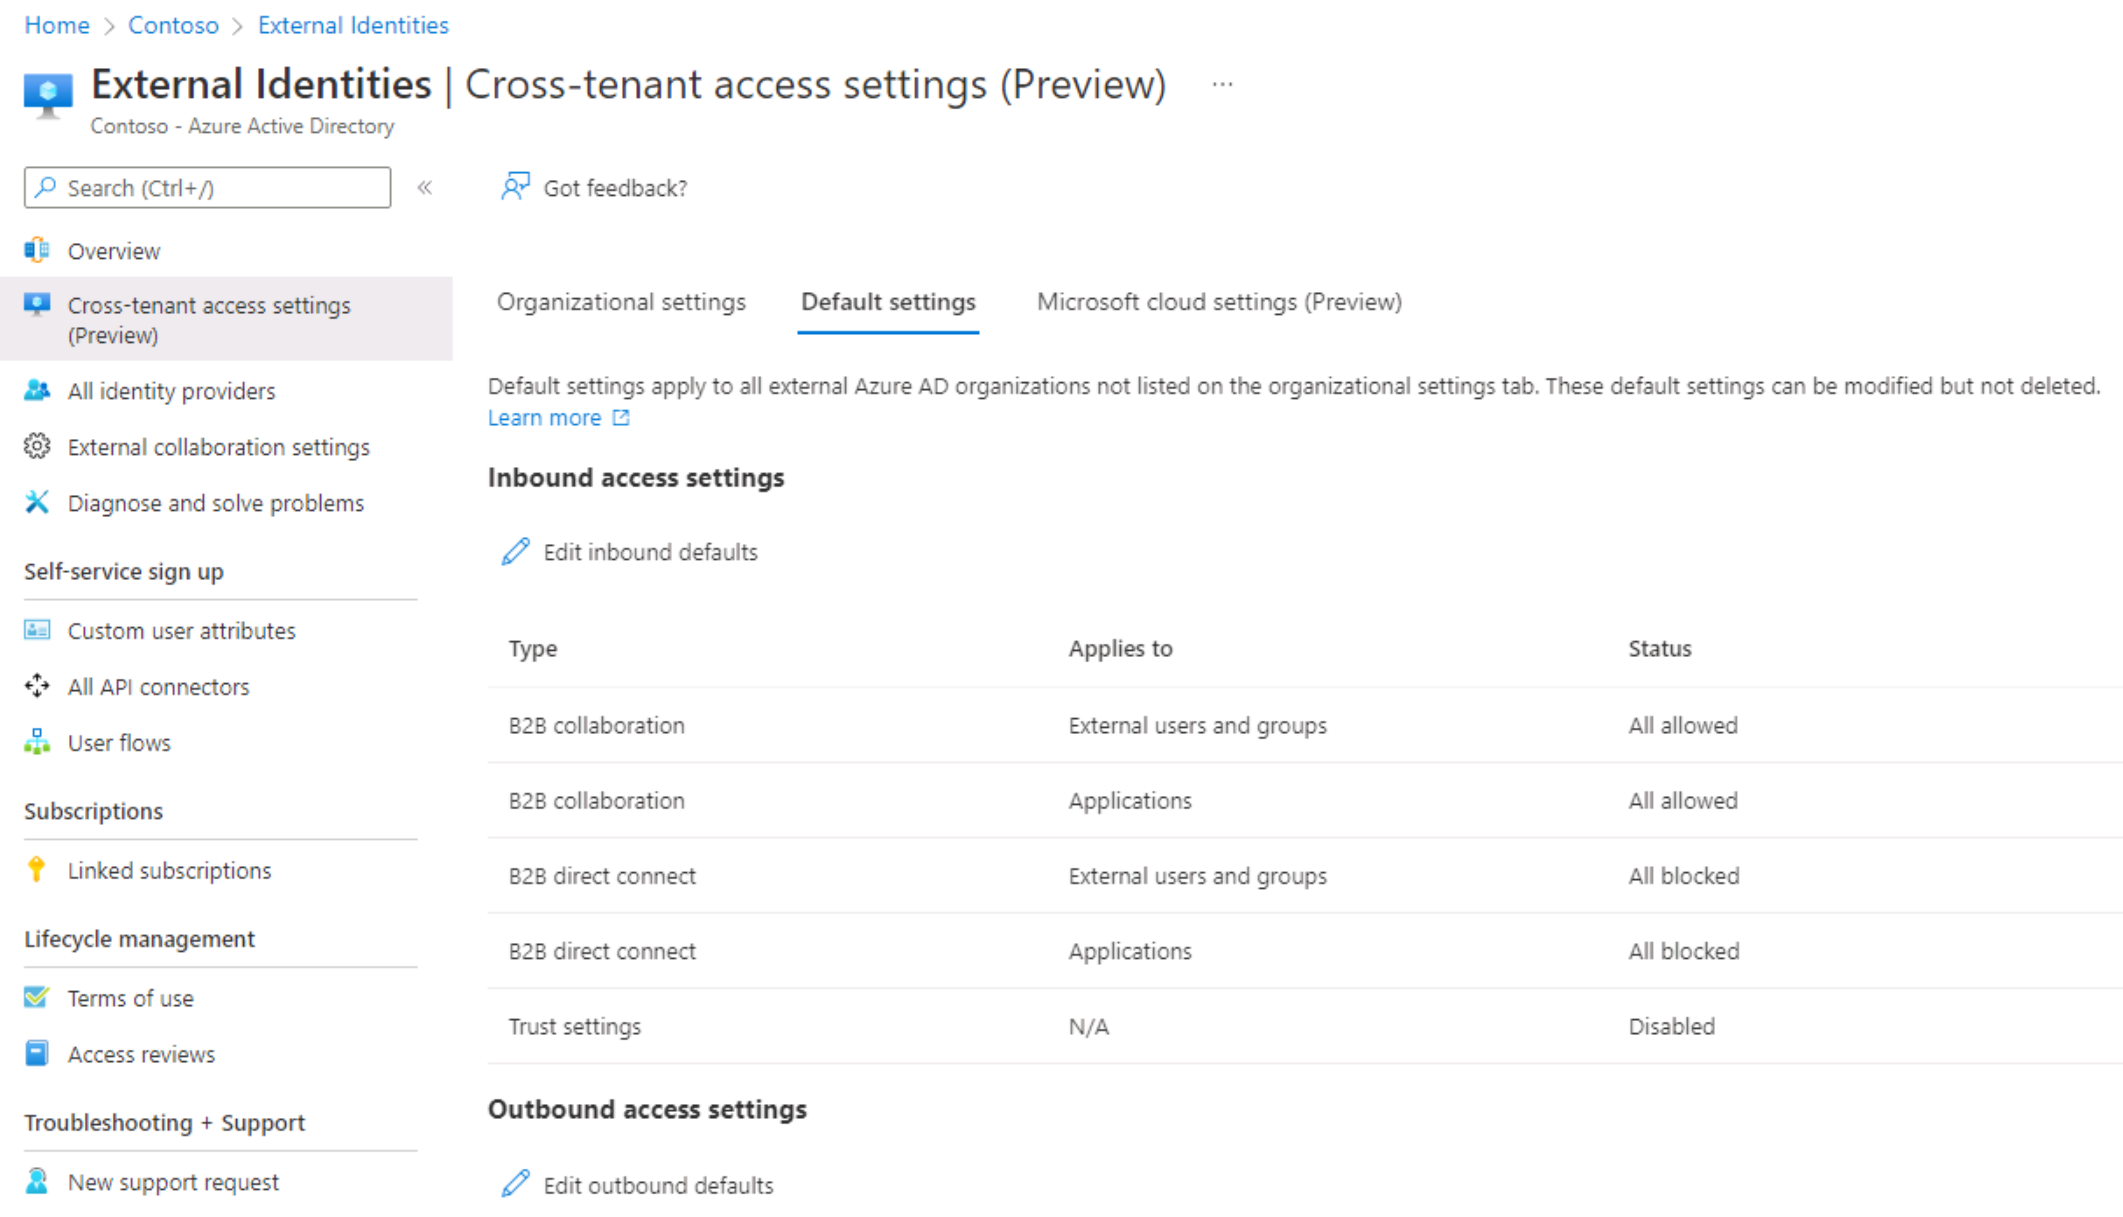 Home > Contoso > External Identities
External Identities | Cross-tenant access settings (Preview) ...
Contoso - Azure Active Directory
Search (Ctrl+/) «
Overview
Cross-tenant access settings
(Preview)
All identity providers
External collaboration settings
Diagnose and solve problems
Self-service sign up
Custom user attributes
All API connectors
User flows
Subscriptions
Linked subscriptions
Lifecycle management
Terms of use
Access reviews
Troubleshooting + Support
New support request
Got feedback?
Organizational settings Default settings Microsoft cloud settings (Preview)
Default settings apply to all external Azure AD organizations not listed on the organizational settings tab. These default settings can be modified but not deleted.
Learn more
Inbound access settings
Edit inbound defaults
Type Applies to Status
B2B collaboration External users and groups All allowed
B2B collaboration Applications All allowed
B2B direct connect External users and groups All blocked
B2B direct connect Applications All blocked
Trust settings N/A Disabled
Outbound access settings
Edit outbound defaults